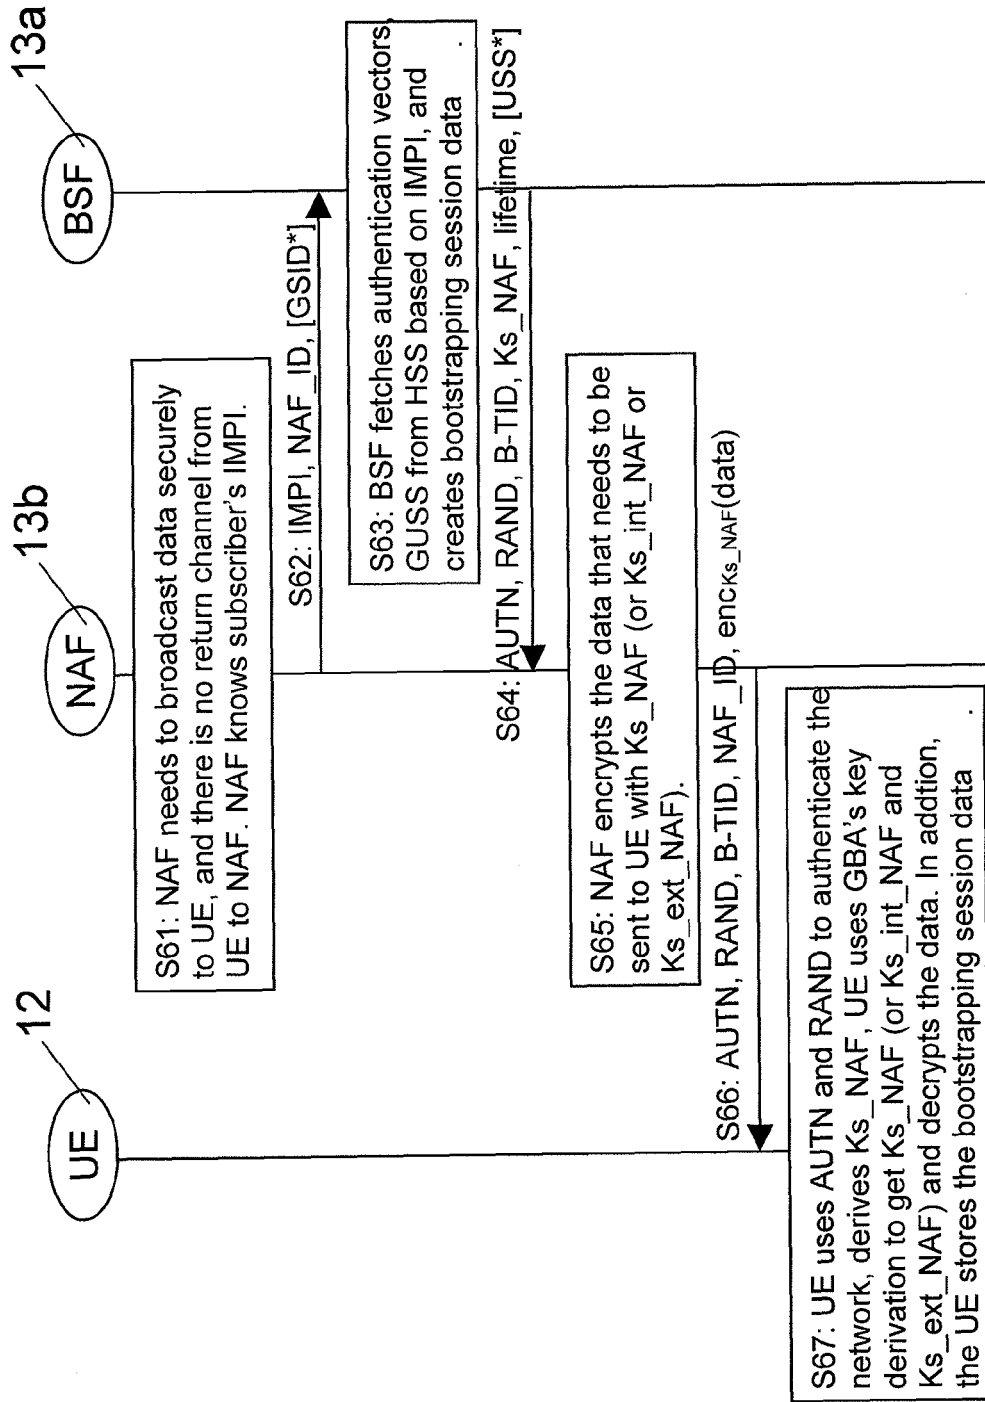 UE
12
NAF
13b
BSF
13a
S61: NAF needs to broadcast data securely
to UE, and there is no return channel from
UE to NAF. NAF knows subscriber's IMPI.
S62: IMPI, NAF_ID, [GSID*]
S63: BSF fetches authentication vectors,
GUSS from HSS based on IMPI, and
creates bootstrapping session data .
S64: AUTN, RAND, B-TID, Ks_NAF, lifetime, [USS*]
S65: NAF encrypts the data that needs to be
sent to UE with Ks_NAF (or Ks_int_NAF or
Ks_ext_NAF).
S66: AUTN, RAND, B-TID, NAF_ID, encKs_NAF(data)
S67: UE uses AUTN and RAND to authenticate the
network, derives Ks_NAF, UE uses GBA's key
derivation to get Ks_NAF (or Ks_int_NAF and
Ks_ext_NAF) and decrypts the data. In addtion,
the UE stores the bootstrapping session data .